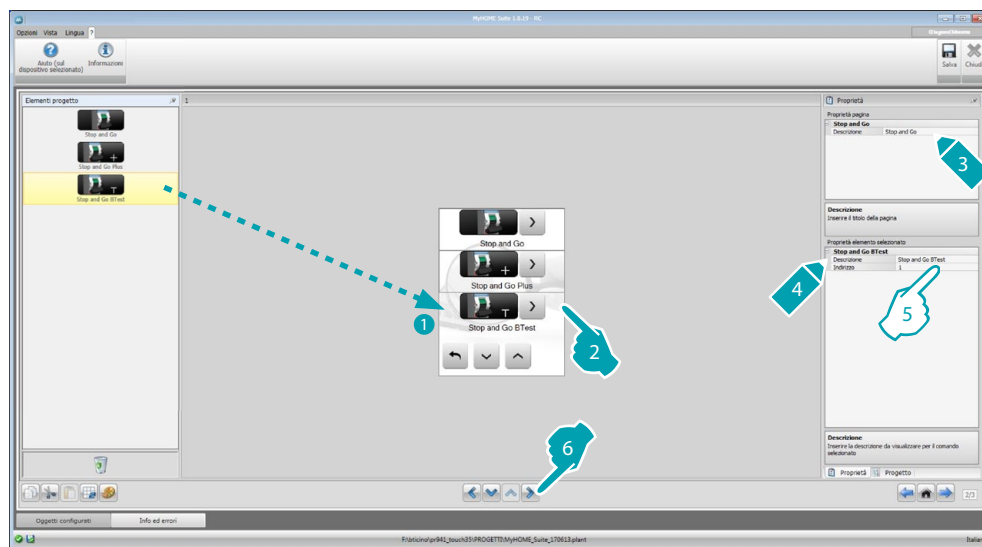 MyHOME Suite 1.0.19 - RC
Opzioni Vista Lingua ?
Aiuto (sul dispositivo selezionato)
Informazioni
Salva
Chiudi
Elementi progetto
Stop and Go
Stop and Go Plus
Stop and Go BTest
1
Stop and Go
Stop and Go Plus
Stop and Go BTest
1
2
6
Proprietà
Proprietà pagina
Stop and Go
Descrizione Stop and Go
3
Descrizione
Inserire il titolo della pagina
Proprietà elemento selezionato
Stop and Go BTest
Descrizione Stop and Go BTest
Indirizzo 1
4
5
Descrizione
Inserire la descrizione da visualizzare per il comando
selezionato
Proprietà Progetto
2/3
Oggetti configurati Info ed errori
F:\bticino\pr941_touch35\PROGETTI\MyHOME_Suite_170613.plant
Italian